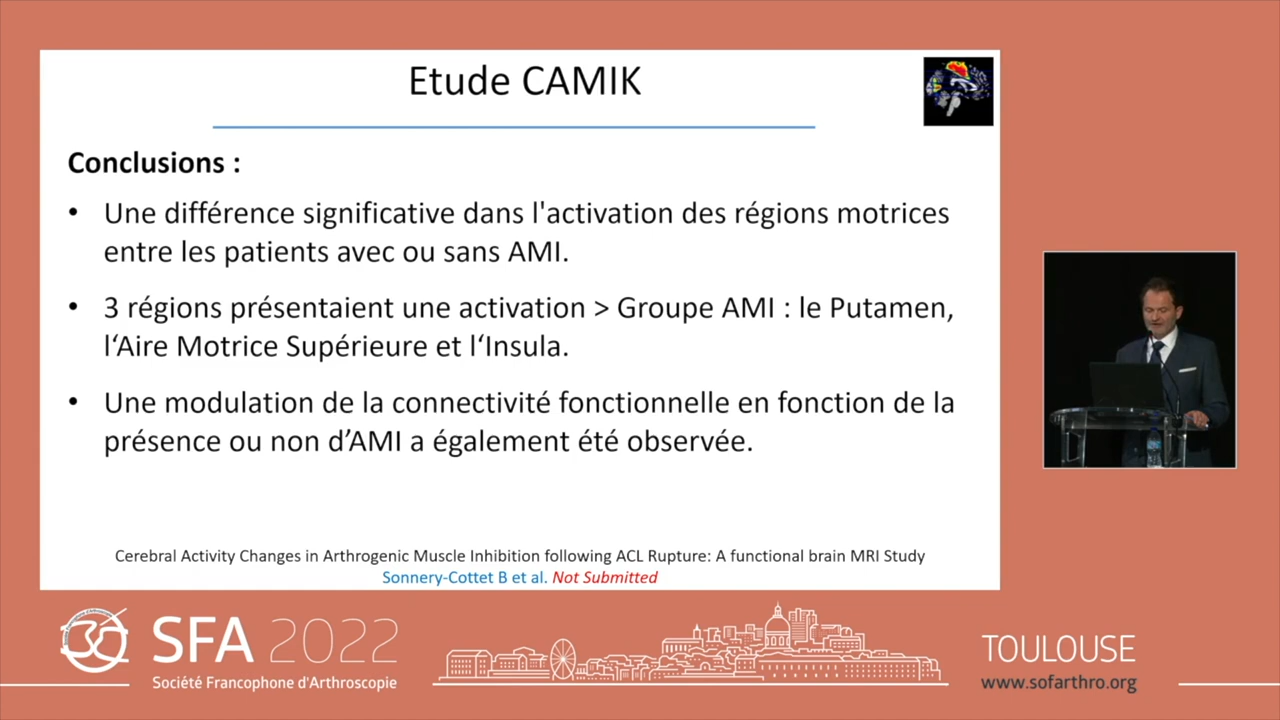 Etude CAMIK
Conclusions :
• Une différence significative dans l'activation des régions motrices
entre les patients avec ou sans AMI.
• 3 régions présentaient une activation > Groupe AMI : le Putamen,
l‘Aire Motrice Supérieure et l‘Insula.
• Une modulation de la connectivité fonctionnelle en fonction de la
présence ou non d’AMI a également été observée.
Cerebral Activity Changes in Arthrogenic Muscle Inhibition following ACL Rupture: A functional brain MRI Study
Sonnery-Cottet B et al. Not Submitted
30
SFA 2022
Société Francophone d'Arthroscopie
TOULOUSE
www.sofarthro.org